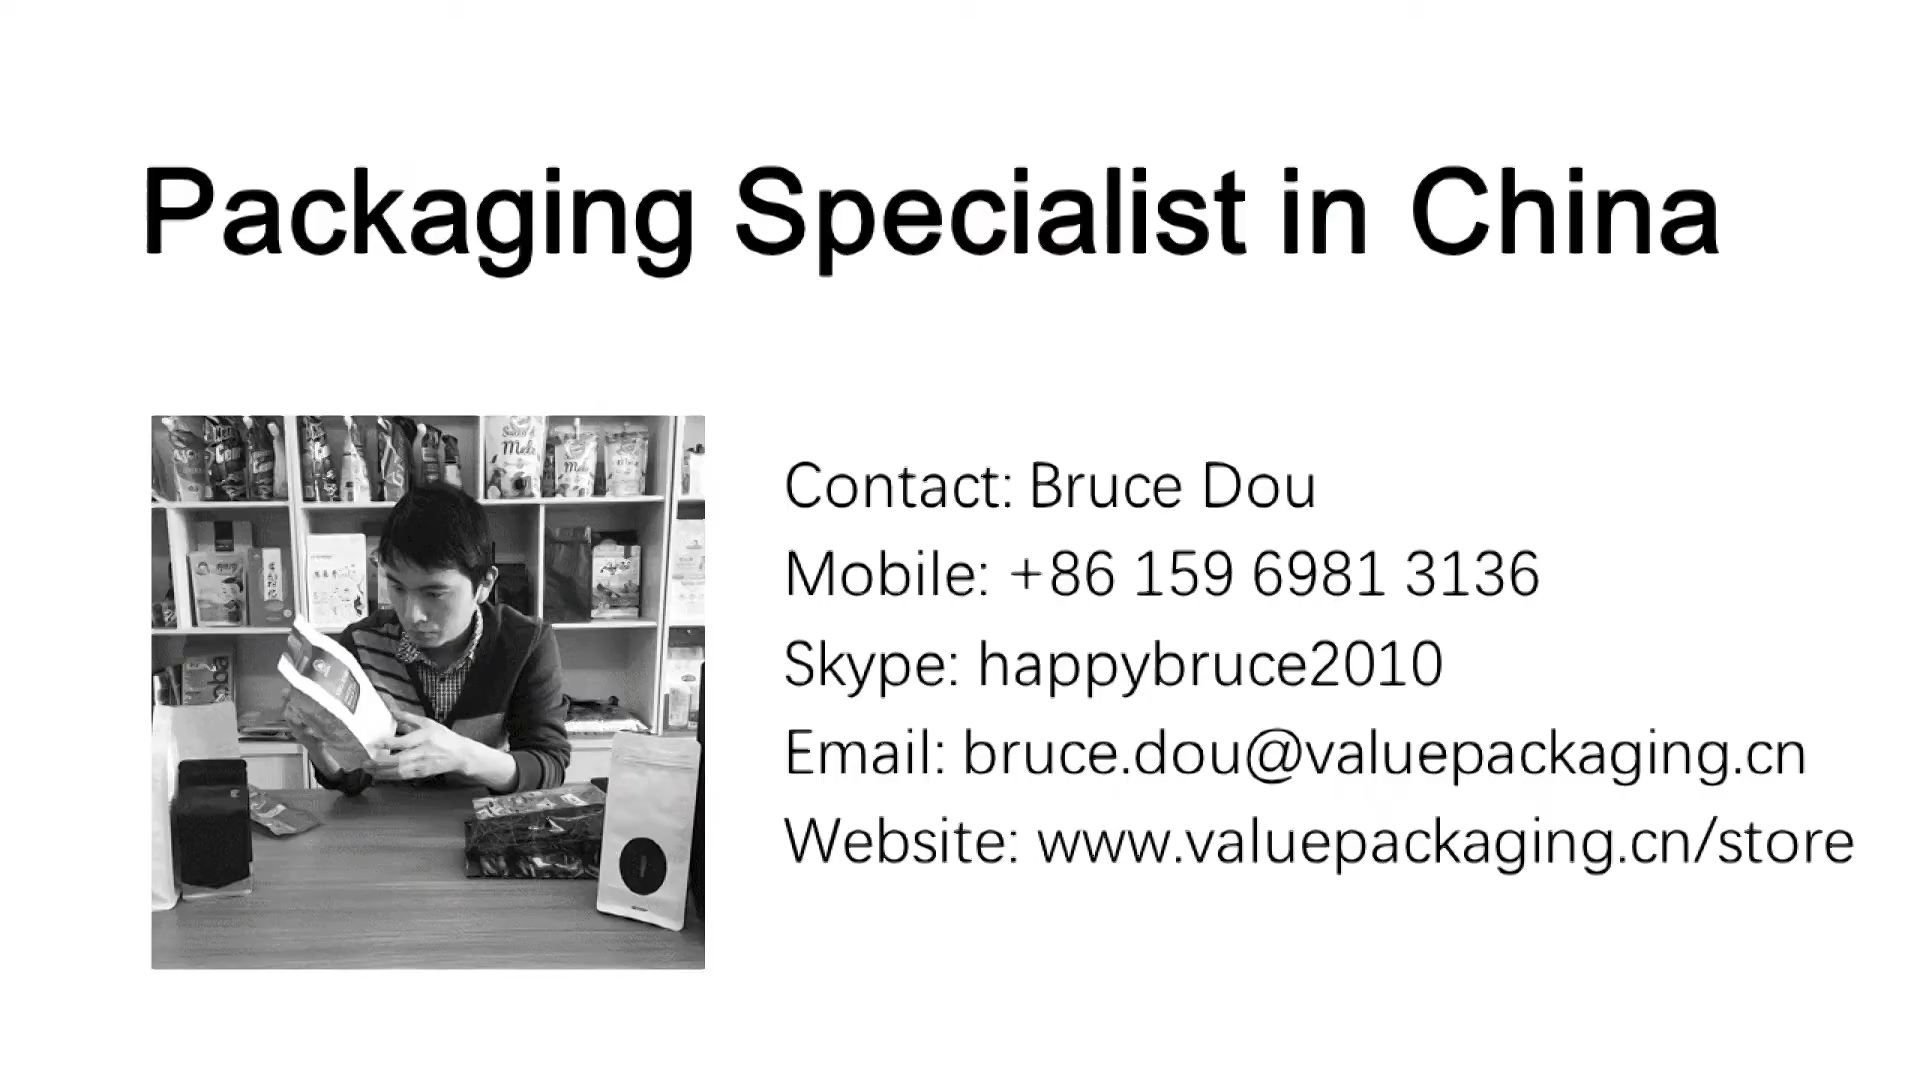 Packaging Specialist in China
Contact: Bruce Dou
Mobile: +86 159 6981 3136
Skype: happybruce2010
Email: bruce.dou@valuepackaging.cn
Website: www.valuepackaging.cn/store